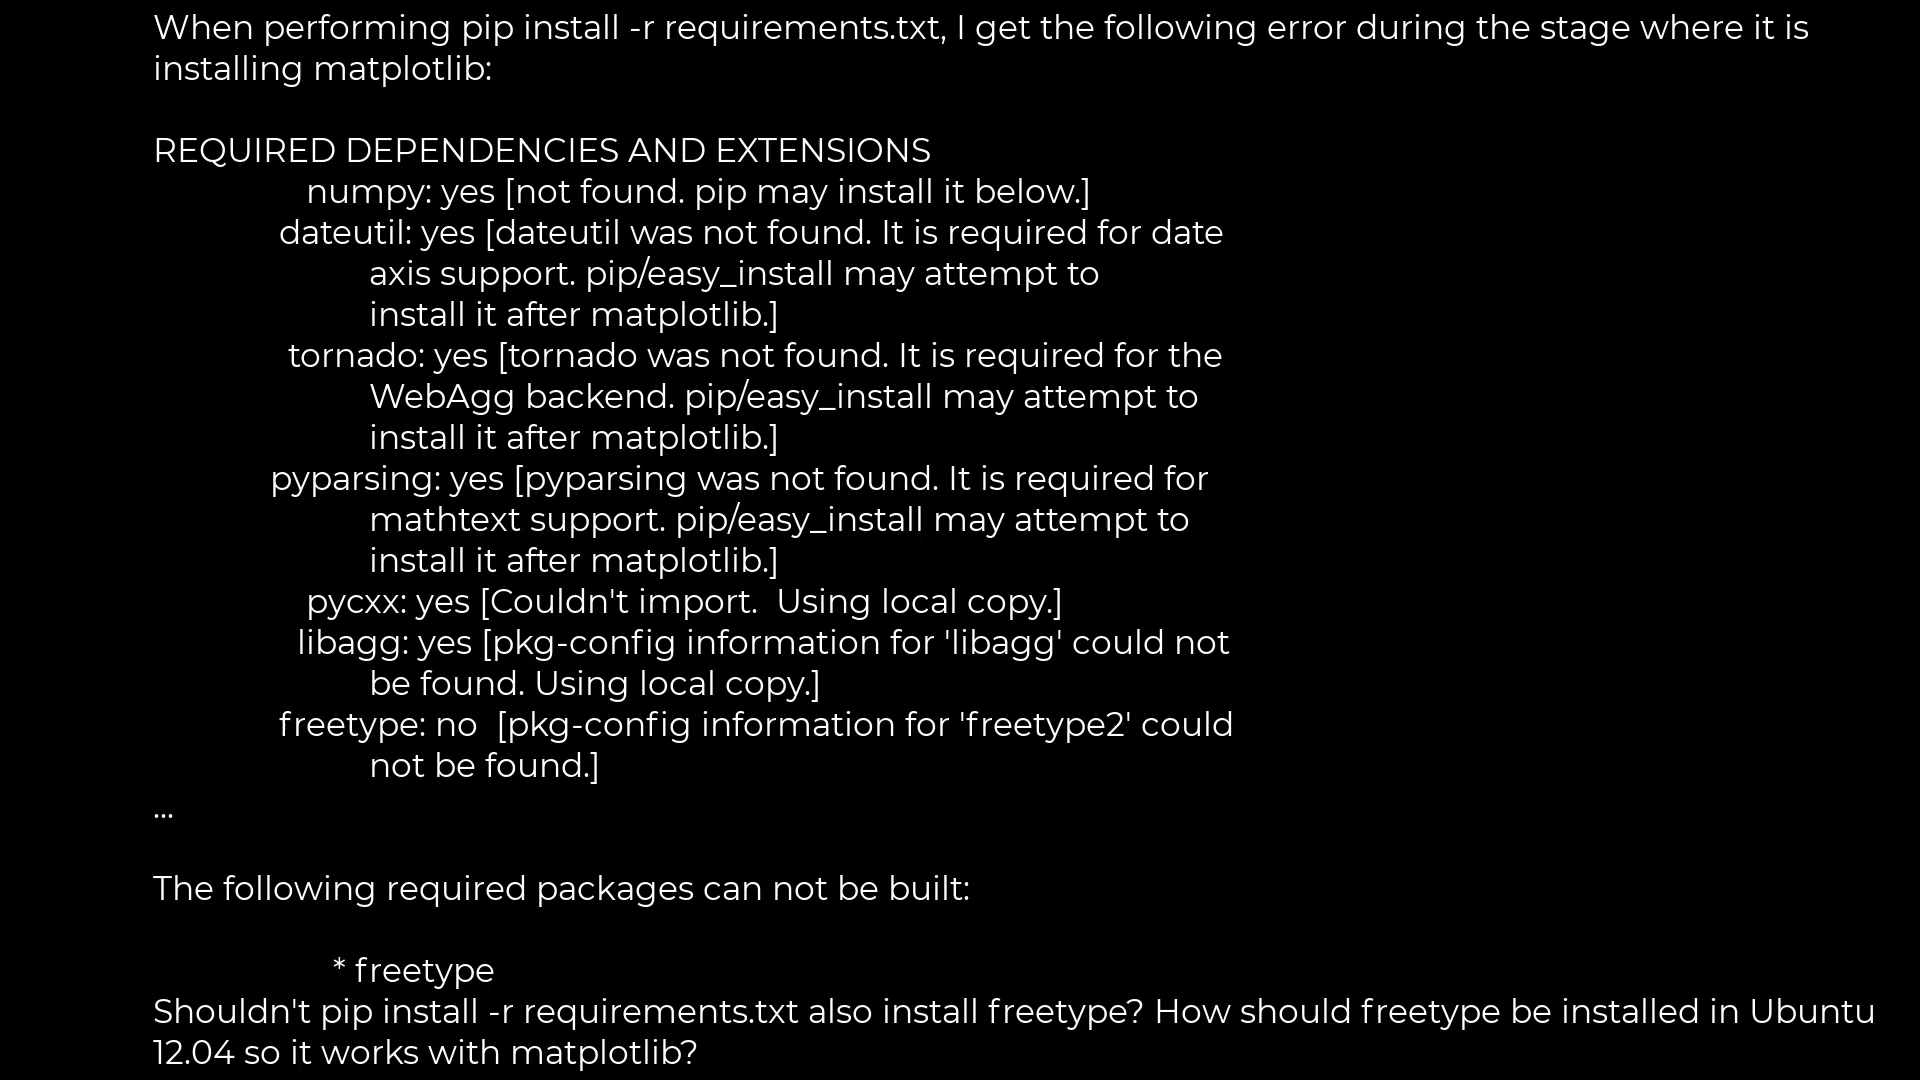 When performing pip install -r requirements.txt, I get the following error during the stage where it is
installing matplotlib:
REQUIRED DEPENDENCIES AND EXTENSIONS
numpy: yes [not found. pip may install it below.]
dateutil: yes [dateutil was not found. It is required for date
axis support. pip/easy_install may attempt to
install it after matplotlib.]
tornado: yes [tornado was not found. It is required for the
WebAgg backend. pip/easy_install may attempt to
install it after matplotlib.]
pyparsing: yes [pyparsing was not found. It is required for
mathtext support. pip/easy_install may attempt to
install it after matplotlib.]
pycxx: yes [Couldn't import.  Using local copy.]
libagg: yes [pkg-config information for 'libagg' could not
be found. Using local copy.]
freetype: no  [pkg-config information for 'freetype2' could
not be found.]
...
The following required packages can not be built:
* freetype
Shouldn't pip install -r requirements.txt also install freetype? How should freetype be installed in Ubuntu
12.04 so it works with matplotlib?